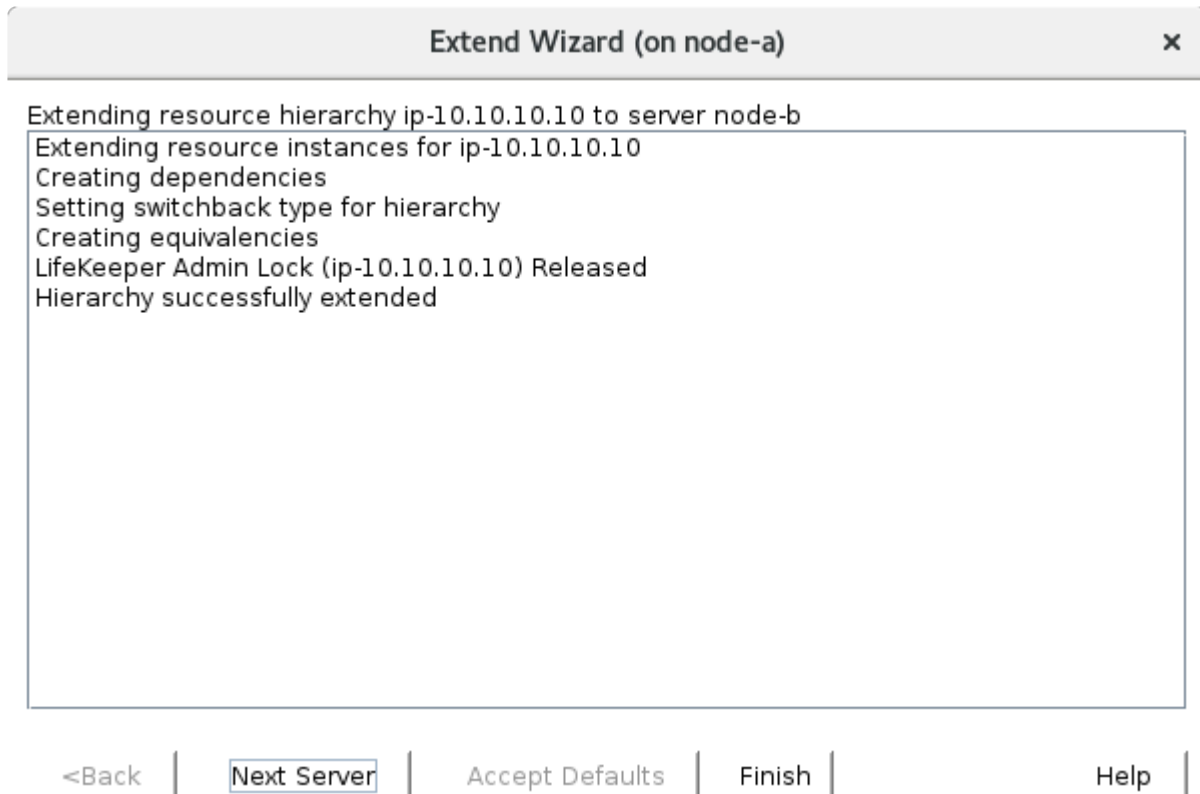 Extend Wizard (on node-a)
×
Extending resource hierarchy ip-10.10.10.10 to server node-b
Extending resource instances for ip-10.10.10.10
Creating dependencies
Setting switchback type for hierarchy
Creating equivalencies
LifeKeeper Admin Lock (ip-10.10.10.10) Released
Hierarchy successfully extended
<Back
Next Server
Accept Defaults
Finish
Help